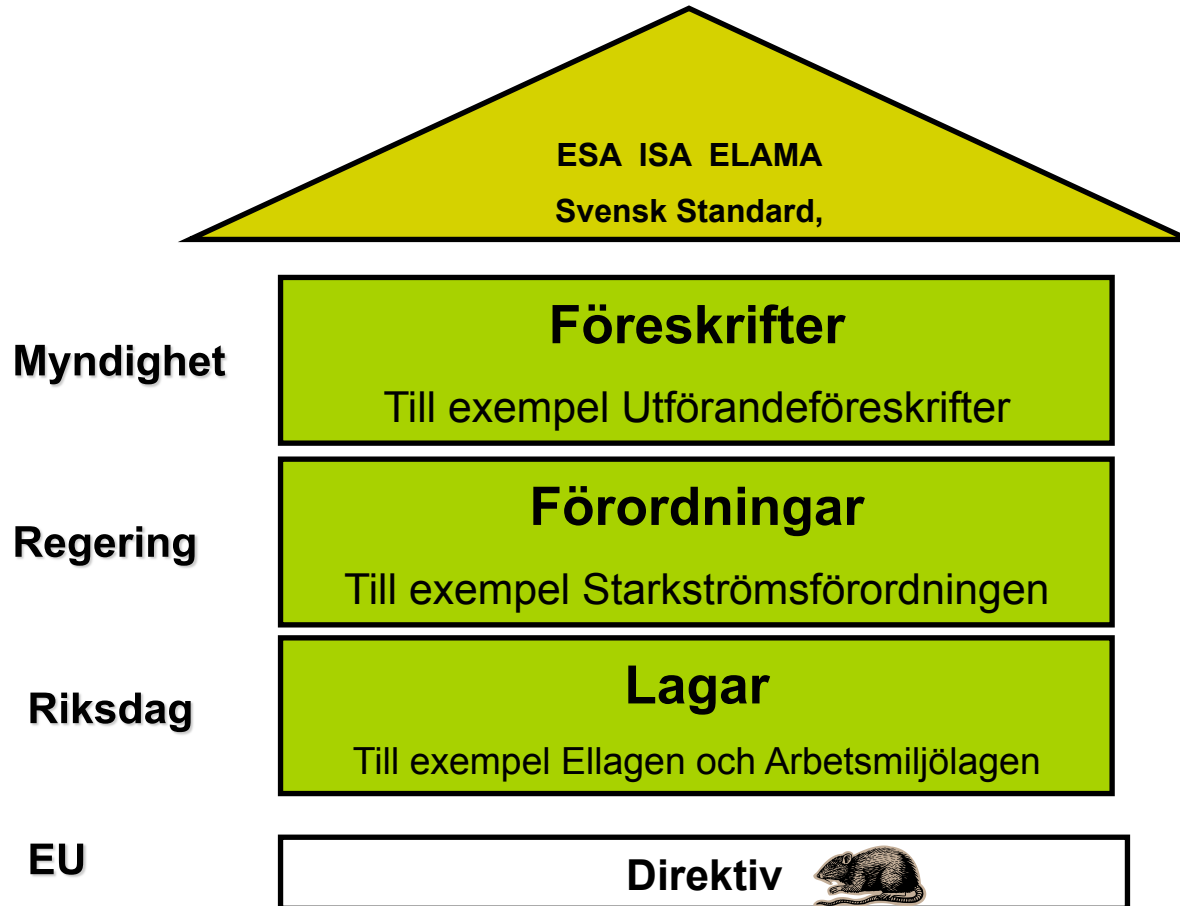 ESA ISA ELAMA
Svensk Standard,
Myndighet
Föreskrifter
Till exempel Utförandeföreskrifter
Regering
Förordningar
Till exempel Starkströmsförordningen
Riksdag
Lagar
Till exempel Ellagen och Arbetsmiljölagen
EU
Direktiv